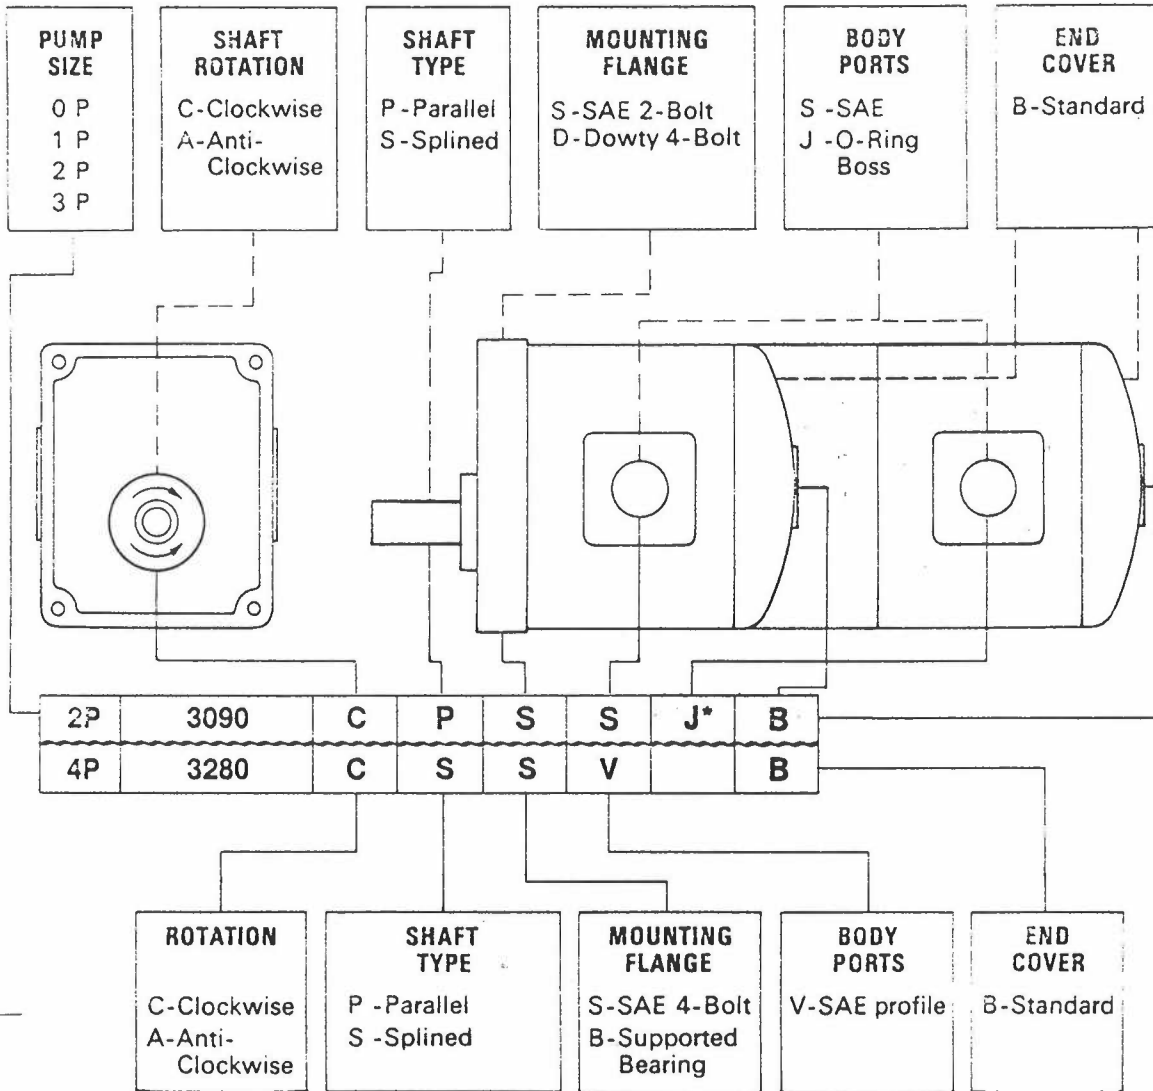 PUMP
SIZE
0 P
1 P
2 P
3 P
SHAFT
ROTATION
C-Clockwise
A-Anti-
Clockwise
SHAFT
TYPE
P-Parallel
S-Splined
MOUNTING
FLANGE
S-SAE 2-Bolt
D-Dowty 4-Bolt
BODY
PORTS
S -SAE
J -O-Ring
Boss
END
COVER
B-Standard
2P 3090 C P S S J* B
4P 3280 C S S V B
ROTATION
C-Clockwise
A-Anti-
Clockwise
SHAFT
TYPE
P -Parallel
S -Splined
MOUNTING
FLANGE
S-SAE 4-Bolt
B-Supported
Bearing
BODY
PORTS
V-SAE profile
END
COVER
B-Standard